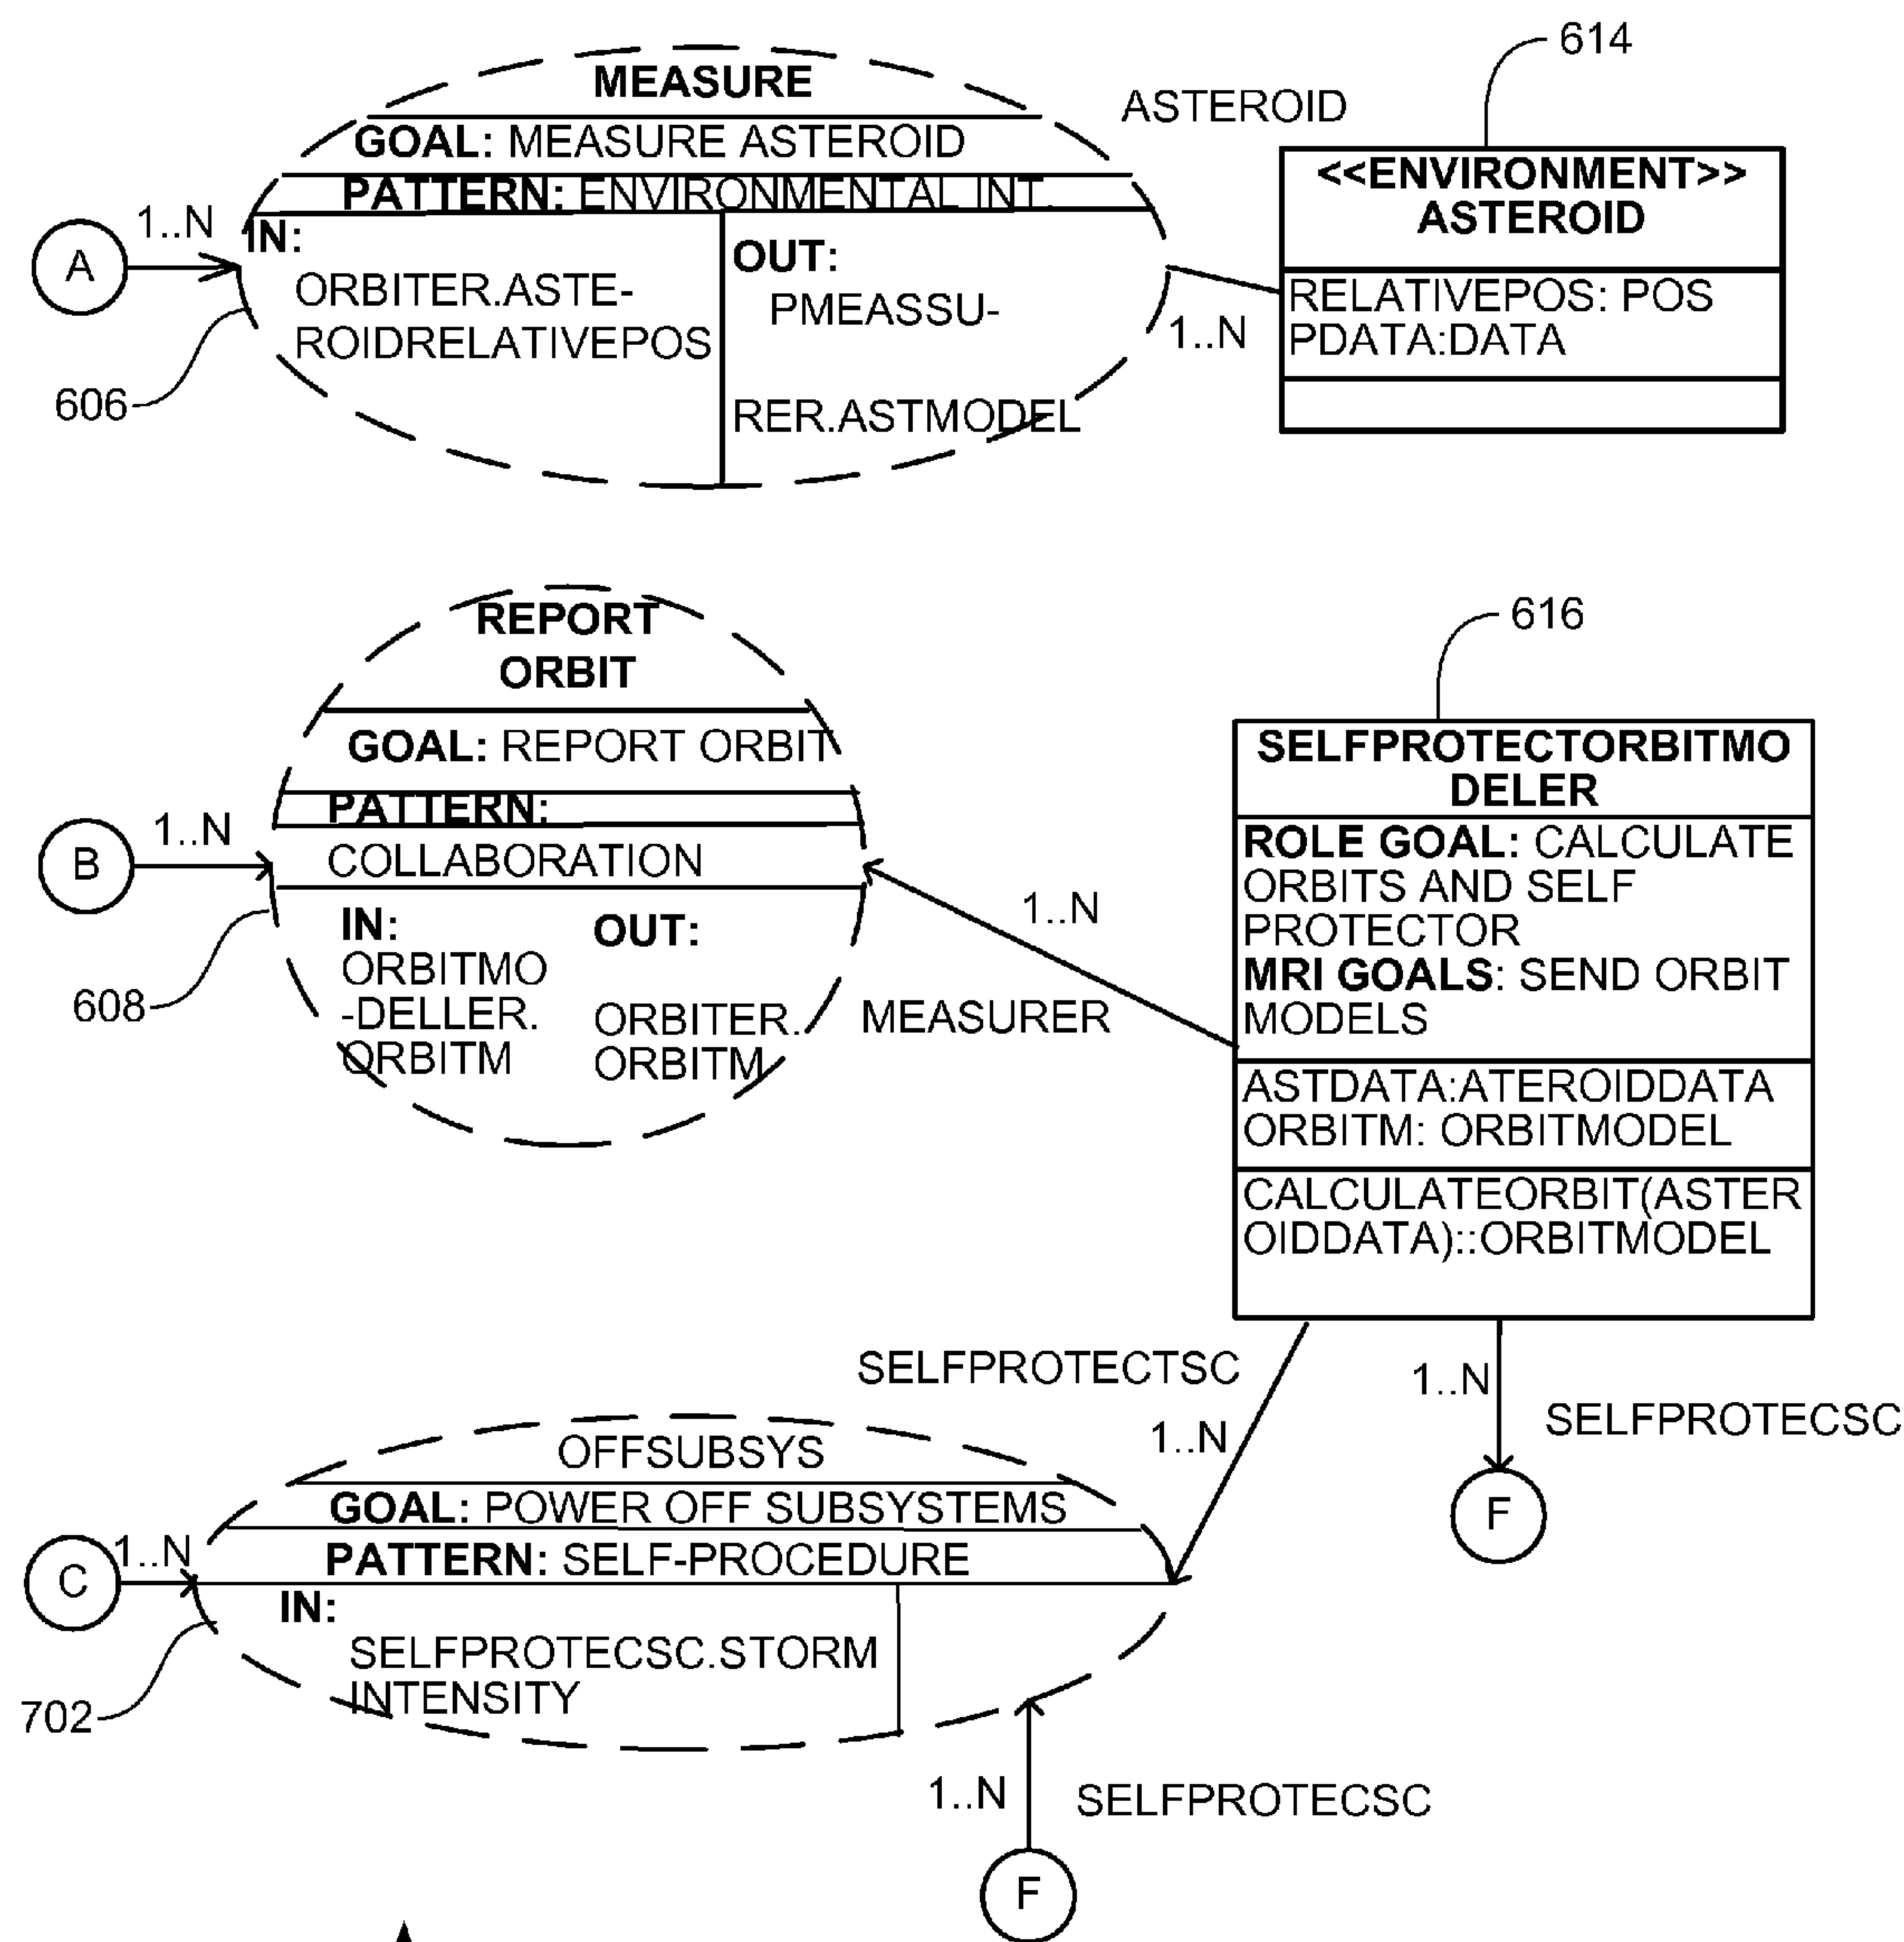 614
MEASURE
GOAL: MEASURE ASTEROID
PATTERN: ENVIRONMENTAL INT.
IN:
ORBITER.ASTE-
ROIDRELATIVEPOS
OUT:
PMEASSU-
RER.ASTMODEL
A
1..N
606
ASTEROID
1..N
<<ENVIRONMENT>>
ASTEROID
RELATIVEPOS: POS
PDATA:DATA
REPORT
ORBIT
GOAL: REPORT ORBIT
PATTERN:
COLLABORATION
IN:
ORBITMO
-DELLER.
ORBITM
OUT:
ORBITER.
ORBITM
B
1..N
608
1..N
MEASURER
616
SELFPROTECTORBITMO
DELER
ROLE GOAL: CALCULATE
ORBITS AND SELF
PROTECTOR
MRI GOALS: SEND ORBIT
MODELS
ASTDATA:ATEROIDDATA
ORBITM: ORBITMODEL
CALCULATEORBIT(ASTER
OIDDATA)::ORBITMODEL
SELFPROTECTSC
1..N
1..N
SELFPROTECSC
F
OFFSUBSYS
GOAL: POWER OFF SUBSYSTEMS
PATTERN: SELF-PROCEDURE
IN:
SELFPROTECSC.STORM
INTENSITY
C
1..N
702
1..N
SELFPROTECSC
F